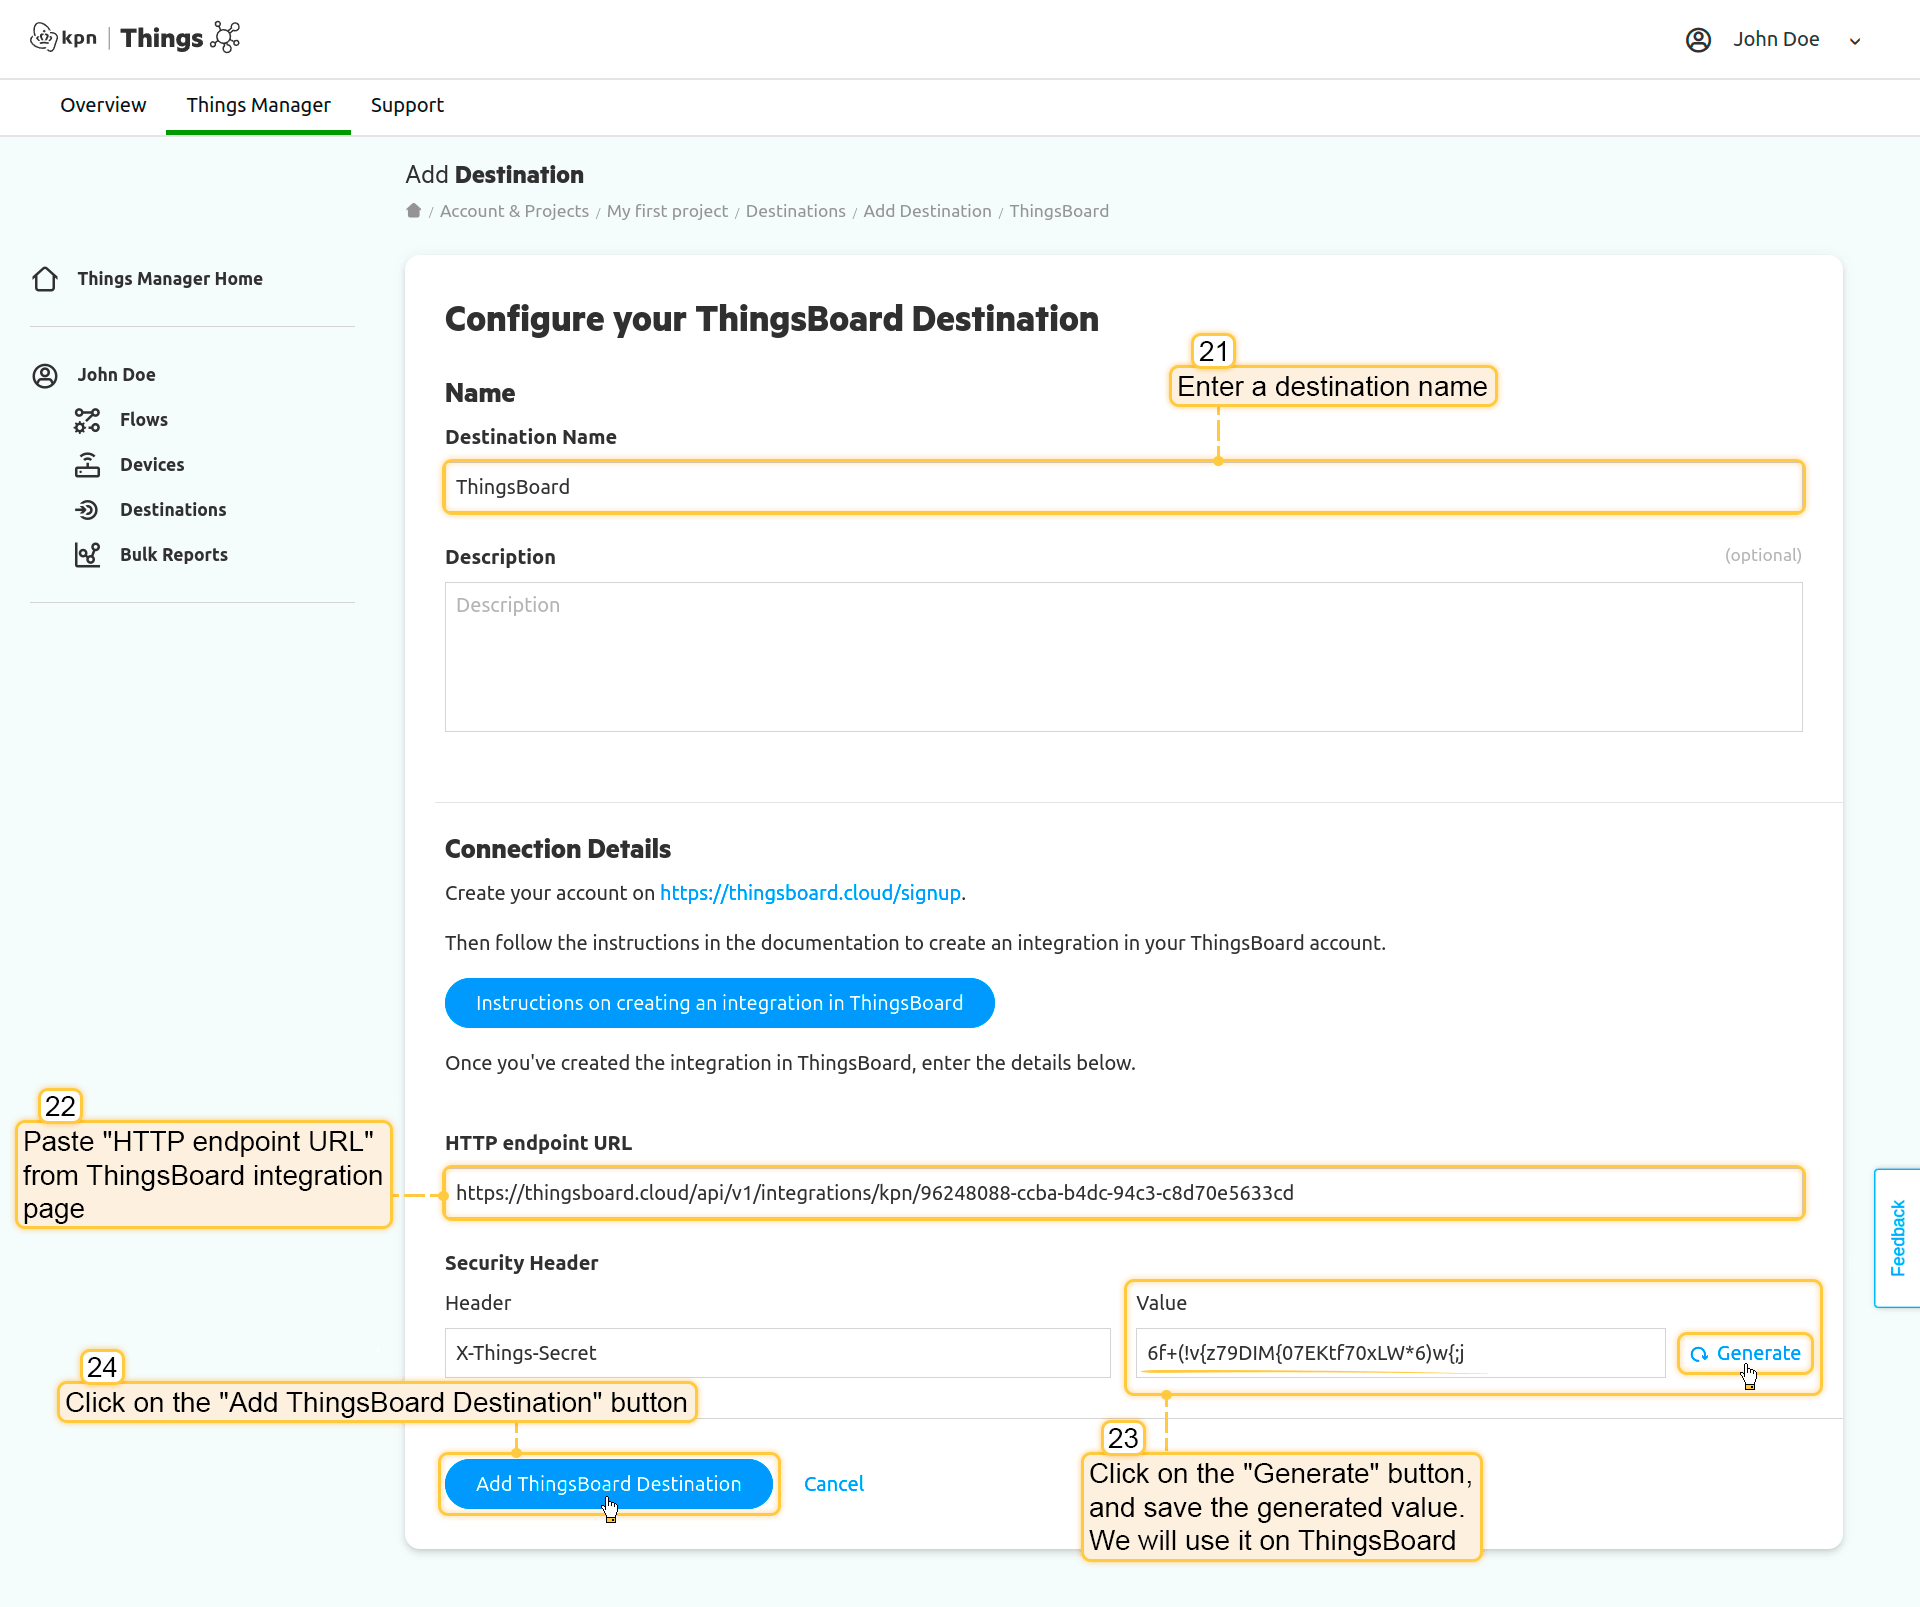 kpn | Things
John Doe
Overview
Things Manager
Support
Add Destination
/ Account & Projects / My first project / Destinations / Add Destination / ThingsBoard
Things Manager Home
John Doe
Flows
Devices
Destinations
Bulk Reports
Configure your ThingsBoard Destination
21
Enter a destination name
Name
Destination Name
ThingsBoard
Description
(optional)
Description
Connection Details
Create your account on https://thingsboard.cloud/signup.
Then follow the instructions in the documentation to create an integration in your ThingsBoard account.
Instructions on creating an integration in ThingsBoard
Once you've created the integration in ThingsBoard, enter the details below.
22
Paste "HTTP endpoint URL"
from ThingsBoard integration
page
HTTP endpoint URL
https://thingsboard.cloud/api/v1/integrations/kpn/96248088-ccba-b4dc-94c3-c8d70e5633cd
Security Header
Header
X-Things-Secret
Value
6f+(!v{z79DIM{07EKtf70xLW*6)w{;j
Generate
24
Click on the "Add ThingsBoard Destination" button
23
Click on the "Generate" button,
and save the generated value.
We will use it on ThingsBoard
Add ThingsBoard Destination
Cancel
Feedback